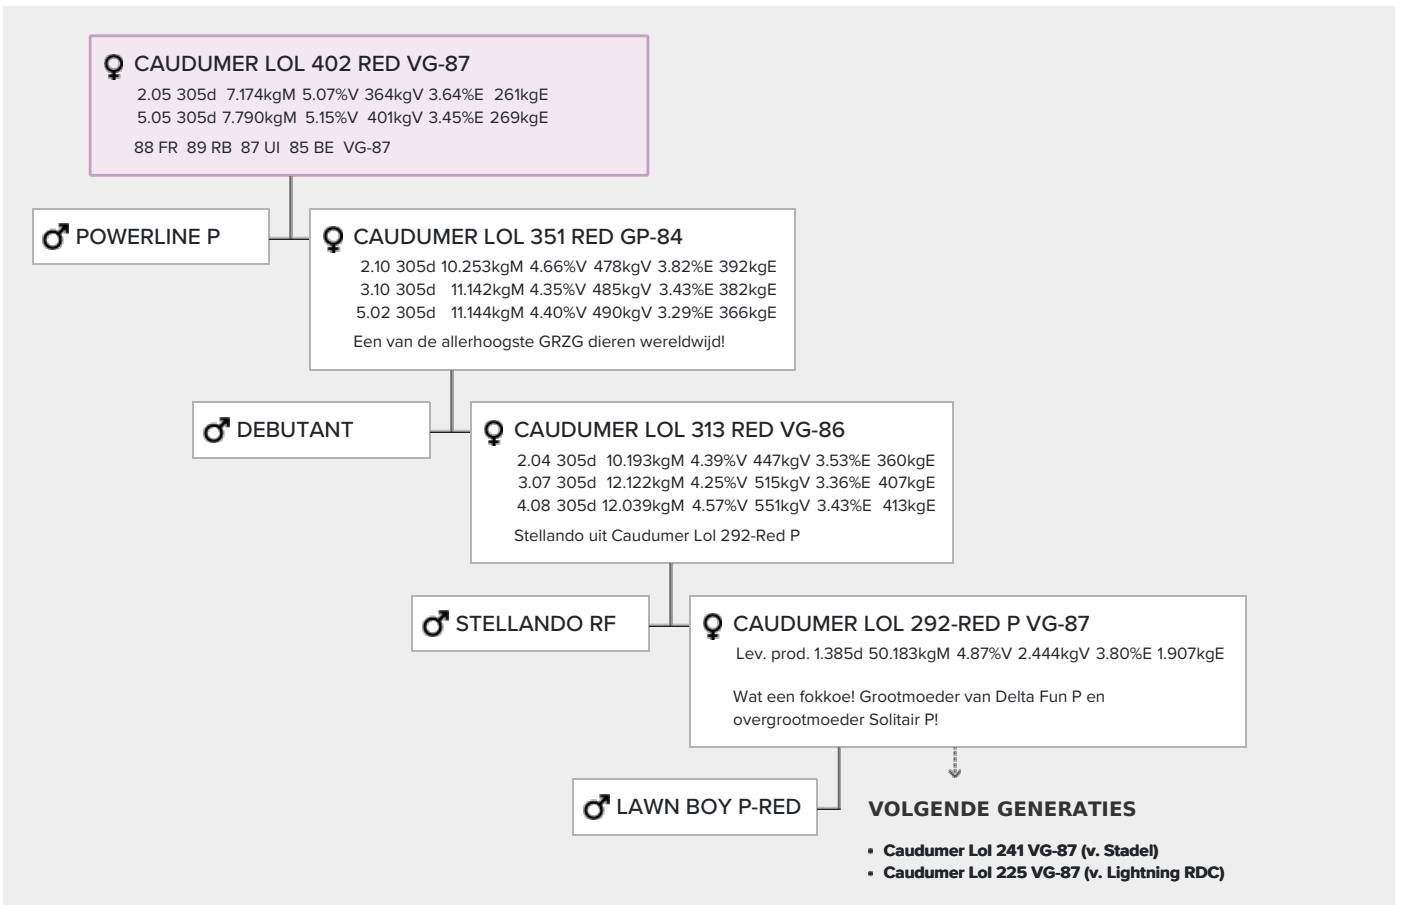 CAUDUMER LOL 402 RED VG-87
2.05 305d 7.174kgM 5.07%V 364kgV 3.64%E 261kgE
5.05 305d 7.790kgM 5.15%V 401kgV 3.45%E 269kgE
88 FR 89 RB 87 UI 85 BE VG-87
POWERLINE P
CAUDUMER LOL 351 RED GP-84
2.10 305d 10.253kgM 4.66%V 478kgV 3.82%E 392kgE
3.10 305d 11.142kgM 4.35%V 485kgV 3.43%E 382kgE
5.02 305d 11.144kgM 4.40%V 490kgV 3.29%E 366kgE
Een van de allerhoogste GRZG dieren wereldwijd!
DEBUTANT
CAUDUMER LOL 313 RED VG-86
2.04 305d 10.193kgM 4.39%V 447kgV 3.53%E 360kgE
3.07 305d 12.122kgM 4.25%V 515kgV 3.36%E 407kgE
4.08 305d 12.039kgM 4.57%V 551kgV 3.43%E 413kgE
Stellando uit Caudumer Lol 292-Red P
STELLANDO RF
CAUDUMER LOL 292-RED P VG-87
Lev. prod. 1.385d 50.183kgM 4.87%V 2.444kgV 3.80%E 1.907kgE
Wat een fokkoe! Grootmoeder van Delta Fun P en
overgrootmoeder Solitair P!
LAWN BOY P-RED
VOLGENDE GENERATIES
• Caudumer Lol 241 VG-87 (v. Stadel)
• Caudumer Lol 225 VG-87 (v. Lightning RDC)